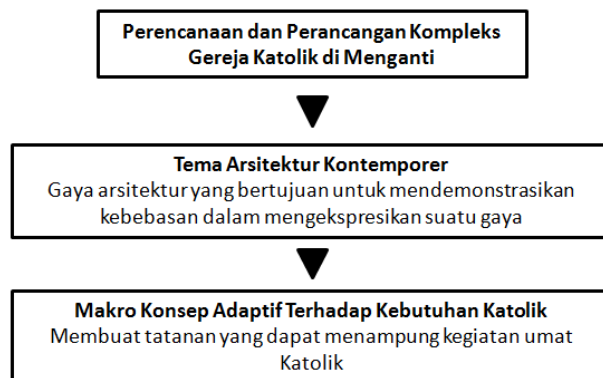 Perencanaan dan Perancangan Kompleks
Gereja Katolik di Menganti
Tema Arsitektur Kontemporer
Gaya arsitektur yang bertujuan untuk mendemonstrasikan
kebebasan dalam mengekspresikan suatu gaya
Makro Konsep Adaptif Terhadap Kebutuhan Katolik
Membuat tatanan yang dapat menampung kegiatan umat
Katolik